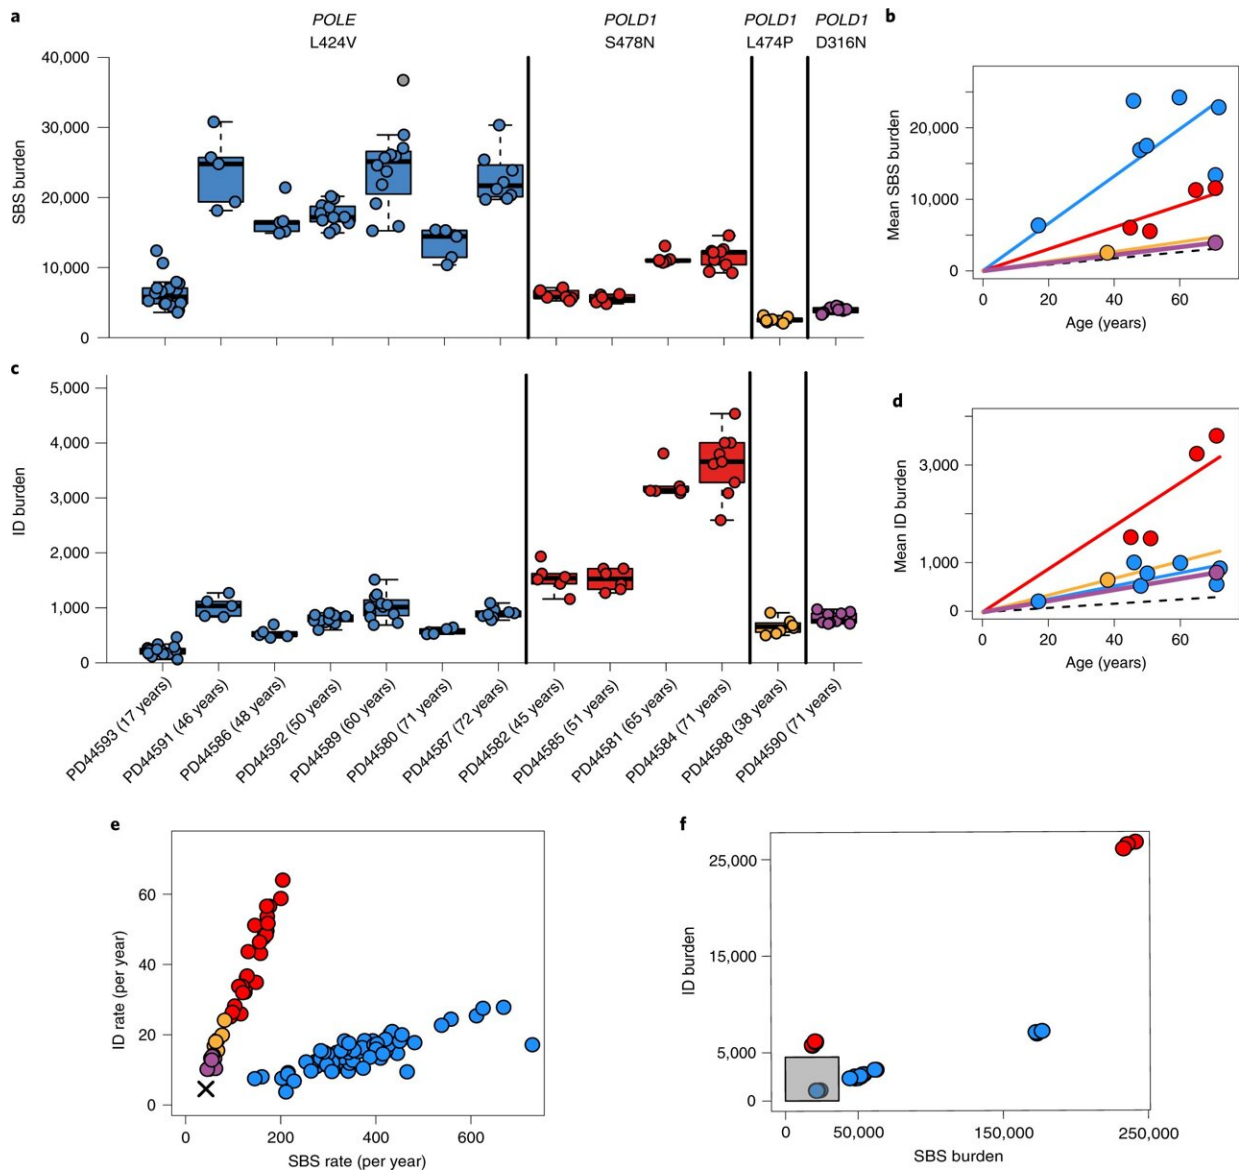 a
POLE POLD1 POLD1 POLD1
L424V S478N L474P D316N
SBS burden
40,000
30,000
20,000
10,000
0
b
Mean SBS burden
20,000
10,000
0
0 20 40 60
Age (years)
c
ID burden
5,000
4,000
3,000
2,000
1,000
0
PD44593 (17 years)
PD44591 (46 years)
PD44586 (48 years)
PD44592 (50 years)
PD44589 (60 years)
PD44580 (71 years)
PD44587 (72 years)
PD44582 (45 years)
PD44585 (51 years)
PD44581 (65 years)
PD44584 (71 years)
PD44588 (38 years)
PD44590 (71 years)
d
Mean ID burden
3,000
1,000
0
0 20 40 60
Age (years)
e
ID rate (per year)
60
40
20
0
0 200 400 600
SBS rate (per year)
f
ID burden
25,000
15,000
5,000
0
0 50,000 150,000 250,000
SBS burden